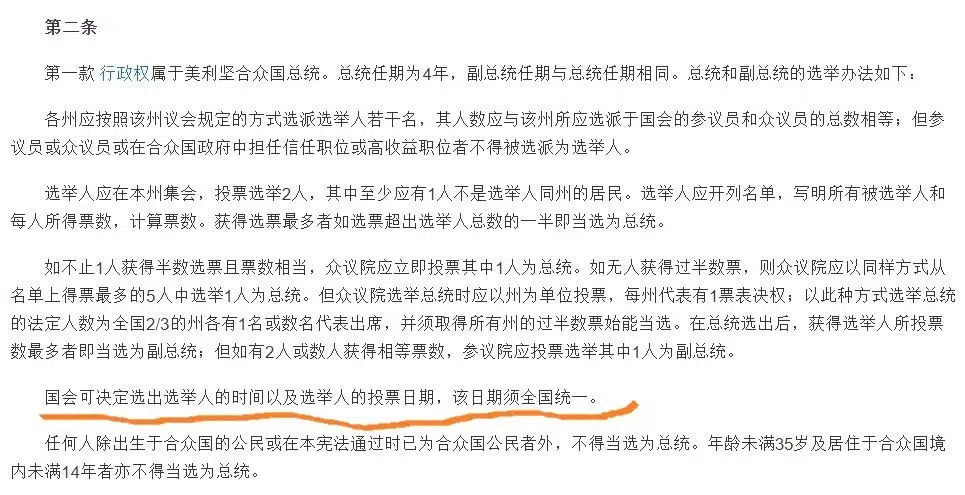 第二条
第一款 行政权属于美利坚合众国总统。总统任期为4年，副总统任期与总统任期相同。总统和副总统的选举办法如下：
各州应按照该州议会规定的方式选派选举人若干名，其人数应与该州所应选派于国会的参议员和众议员的总数相等；但参
议员或众议员或在合众国政府中担任信任职位或高收益职位者不得被选派为选举人。
选举人应在本州集会，投票选举2人，其中至少应有1人不是选举人同州的居民。选举人应开列名单，写明所有被选举人和
每人所得票数，计算票数。获得选票最多者如选票超出选举人总数的一半即当选为总统。
如不止1人获得半数选票且票数相当，众议院应立即投票其中1人为总统。如无人获得过半数票，则众议院应以同样方式从
名单上得票最多的5人中选举1人为总统。但众议院选举总统时应以州为单位投票，每州代表有1票表决权；以此种方式选举总统
的法定人数为全国2/3的州各有1名或数名代表出席，并须取得所有州的过半数票始能当选。在总统选出后，获得选举人所投票
数最多者即当选为副总统；但如有2人或数人获得相等票数，参议院应投票选举其中1人为副总统。
国会可决定选出选举人的时间以及选举人的投票日期，该日期须全国统一。
任何人除出生于合众国的公民或在本宪法通过时已为合众国公民者外，不得当选为总统。年龄未满35岁及居住于合众国境
内未满14年者亦不得当选为总统。